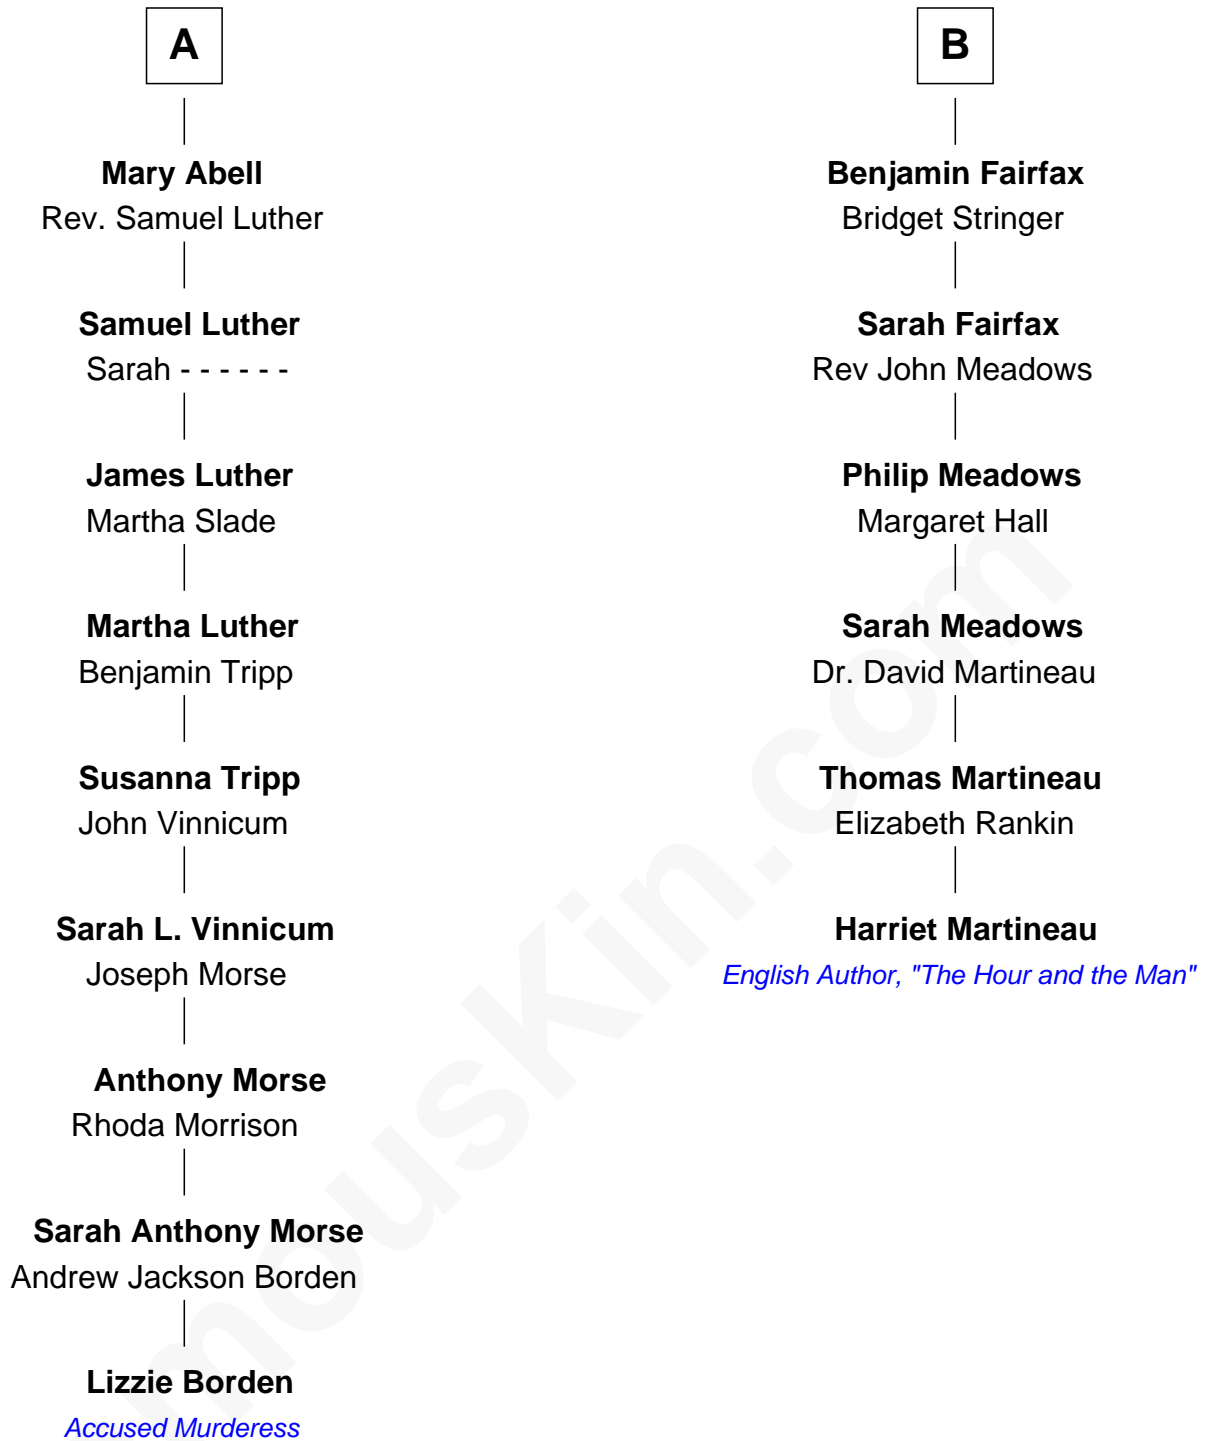 A
Mary Abell
Rev. Samuel Luther
Samuel Luther
Sarah - - - - - -
James Luther
Martha Slade
Martha Luther
Benjamin Tripp
Susanna Tripp
John Vinnicum
Sarah L. Vinnicum
Joseph Morse
Anthony Morse
Rhoda Morrison
Sarah Anthony Morse
Andrew Jackson Borden
Lizzie Borden
Accused Murderess
B
Benjamin Fairfax
Bridget Stringer
Sarah Fairfax
Rev John Meadows
Philip Meadows
Margaret Hall
Sarah Meadows
Dr. David Martineau
Thomas Martineau
Elizabeth Rankin
Harriet Martineau
English Author, "The Hour and the Man"
mouskin.com